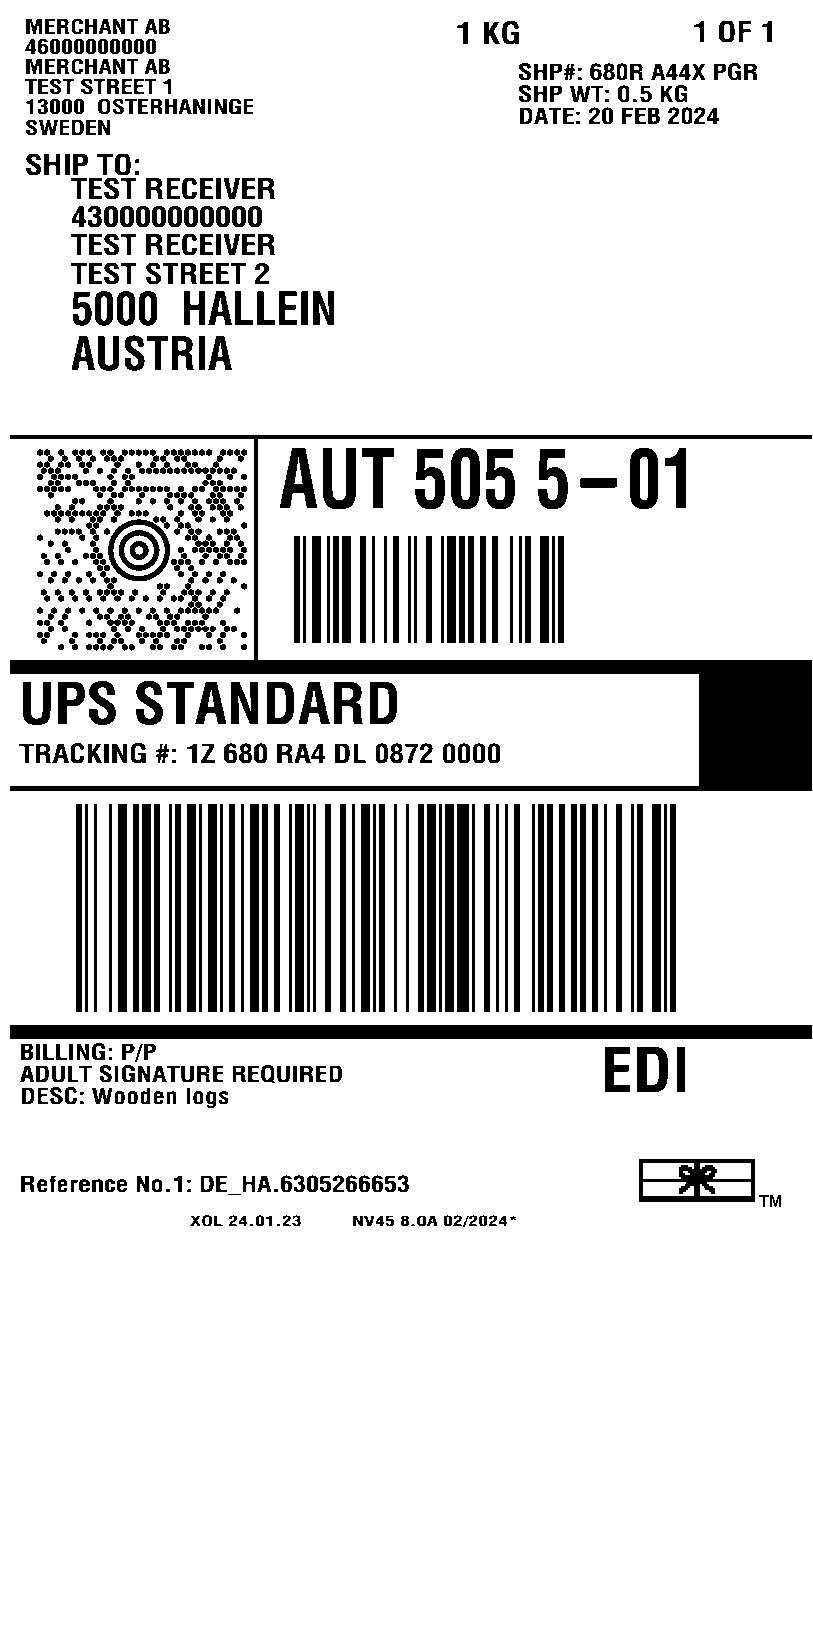 MERCHANT AB
46000000000
MERCHANT AB
TEST STREET 1
13000  OSTERHANINGE
SWEDEN
1 KG
1 OF 1
SHP#: 680R A44X PGR
SHP WT: 0.5 KG
DATE: 20 FEB 2024
SHIP TO:
TEST RECEIVER
430000000000
TEST RECEIVER
TEST STREET 2
5000  HALLEIN
AUSTRIA
AUT 505 5-01
UPS STANDARD
TRACKING #: 1Z 680 RA4 DL 0872 0000
BILLING: P/P
ADULT SIGNATURE REQUIRED
DESC: Wooden logs
EDI
Reference No.1: DE_HA.6305266653
TM
XOL 24.01.23 NV45 8.0A 02/2024*